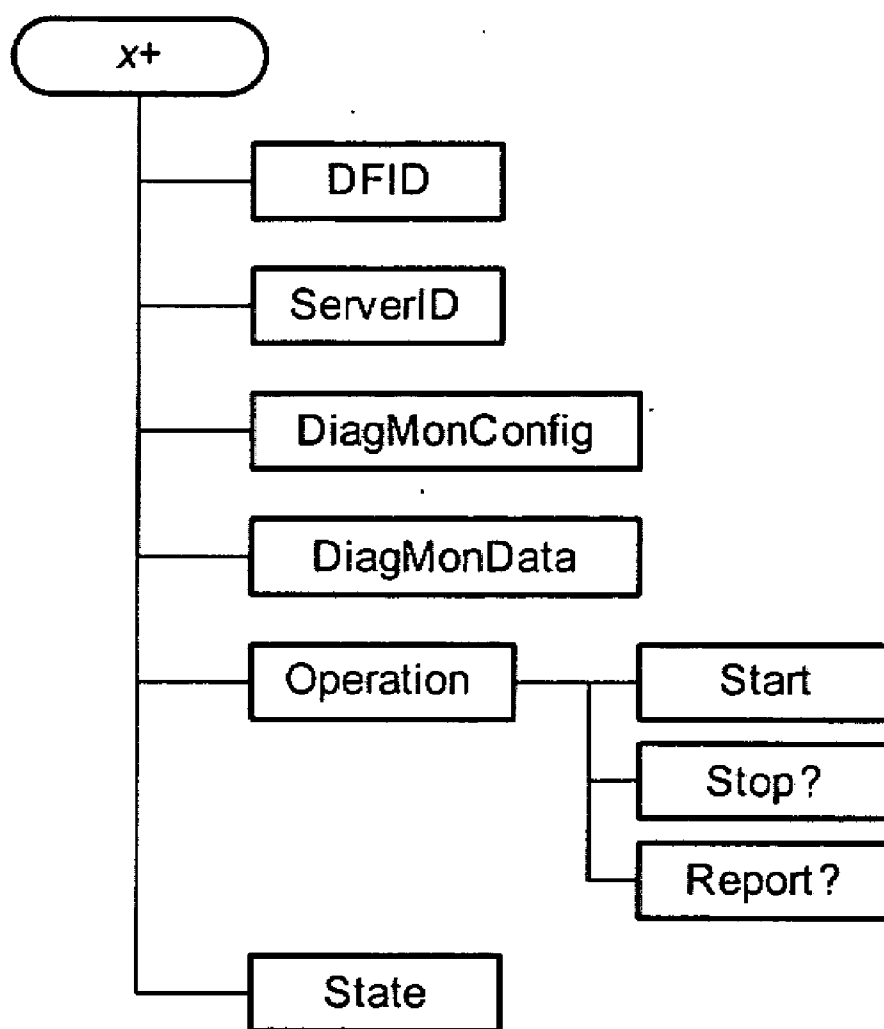 x+
DFID
ServerID
DiagMonConfig
DiagMonData
Operation
Start
Stop?
Report?
State